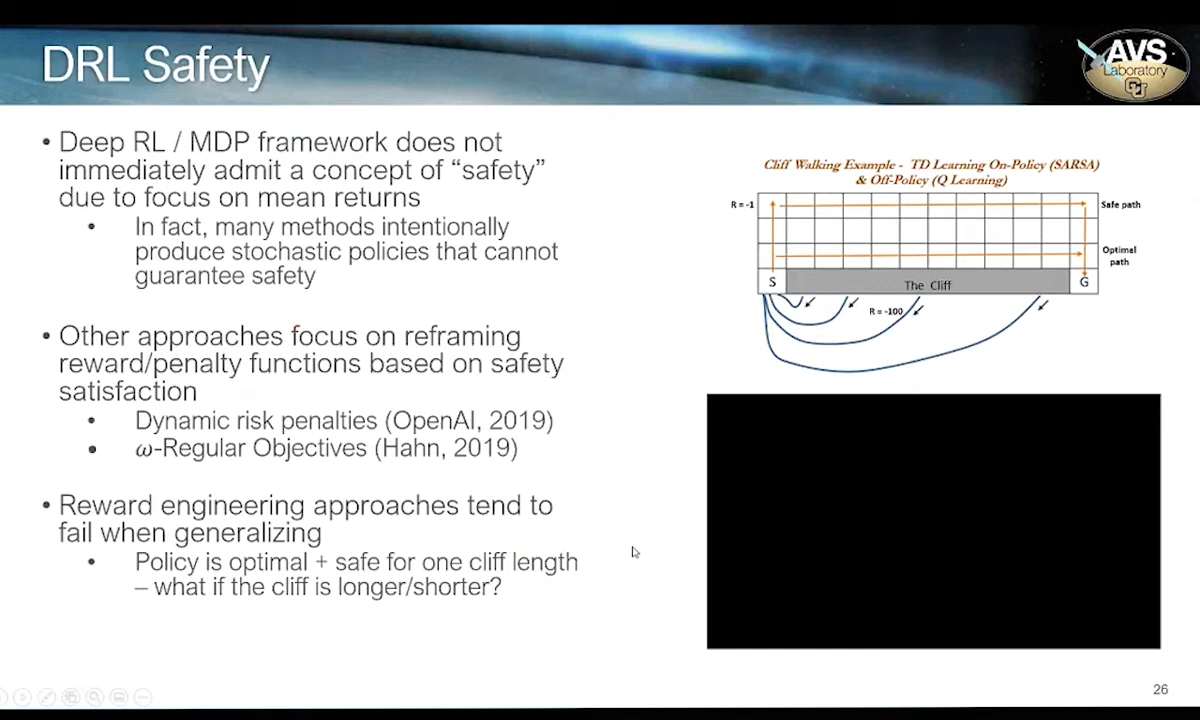 DRL Safety
AVS
Laboratory
CU
• Deep RL / MDP framework does not
immediately admit a concept of “safety”
due to focus on mean returns
• In fact, many methods intentionally
produce stochastic policies that cannot
guarantee safety
• Other approaches focus on reframing
reward/penalty functions based on safety
satisfaction
• Dynamic risk penalties (OpenAI, 2019)
• ω-Regular Objectives (Hahn, 2019)
• Reward engineering approaches tend to
fail when generalizing
• Policy is optimal + safe for one cliff length
– what if the cliff is longer/shorter?
Cliff Walking Example - TD Learning On-Policy (SARSA)
& Off-Policy (Q Learning)
R = -1
Safe path
Optimal
path
S
The Cliff
G
R = -100
26